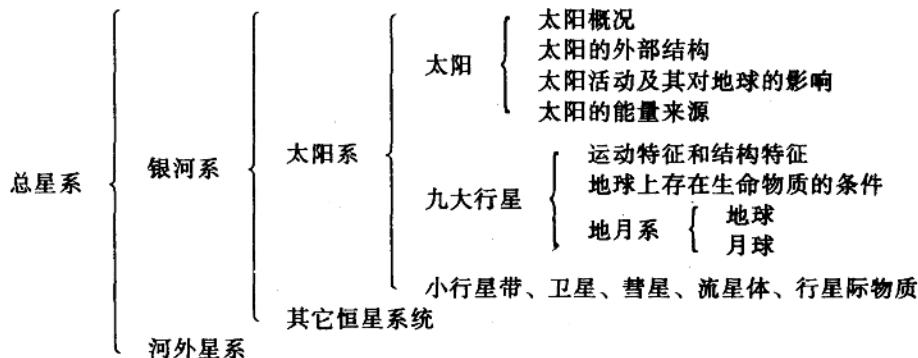 太阳概况
太阳的外部结构
太阳
太阳活动及其对地球的影响
太阳的能量来源
太阳系
运动特征和结构特征
银河系
地球上存在生命物质的条件
总星系
九大行星
地球
地月系
月球
小行星带、卫星、彗星、流星体、行星际物质
其它恒星系统
河外星系